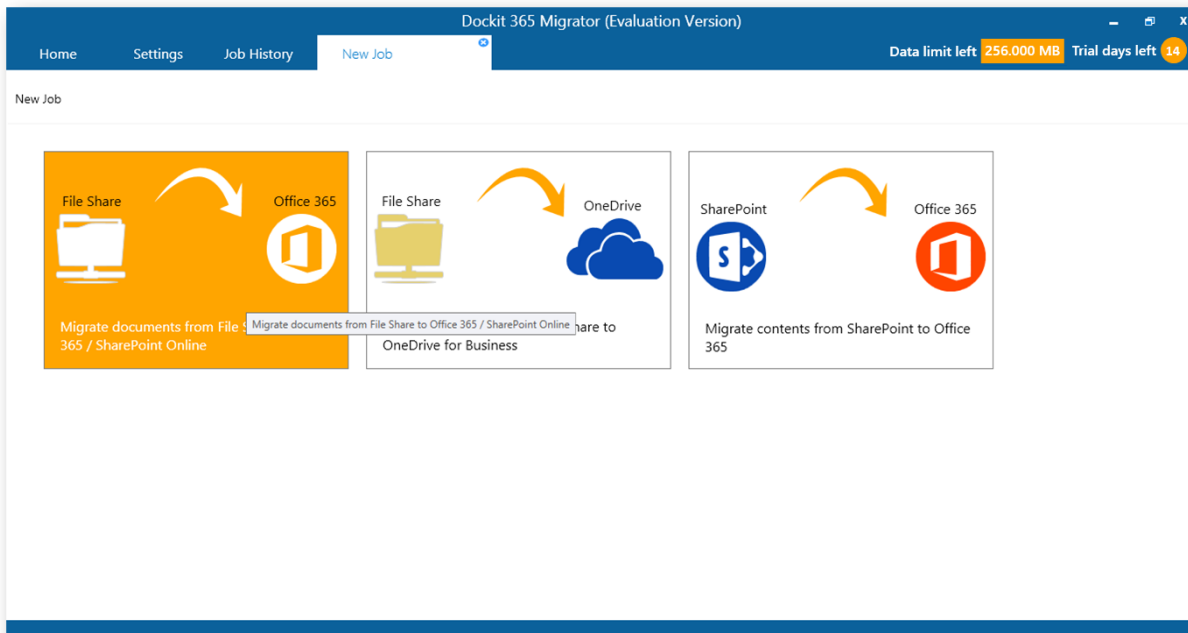 Dockit 365 Migrator (Evaluation Version)
X
Home Settings Job History New Job Data limit left 256.000 MB Trial days left 14
New Job
File Share Office 365
File Share OneDrive
SharePoint Office 365
S
Migrate documents from File S
365 / SharePoint Online
Migrate documents from File Share to Office 365 / SharePoint Online
hare to
OneDrive for Business
Migrate contents from SharePoint to Office
365